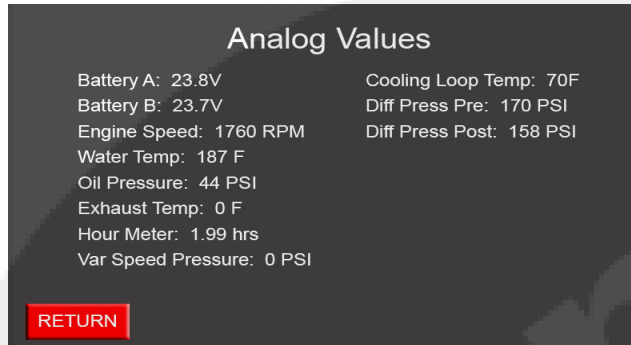 Analog Values
Battery A: 23.8V
Battery B: 23.7V
Engine Speed: 1760 RPM
Water Temp: 187 F
Oil Pressure: 44 PSI
Exhaust Temp: 0 F
Hour Meter: 1.99 hrs
Var Speed Pressure: 0 PSI
Cooling Loop Temp: 70F
Diff Press Pre: 170 PSI
Diff Press Post: 158 PSI
RETURN